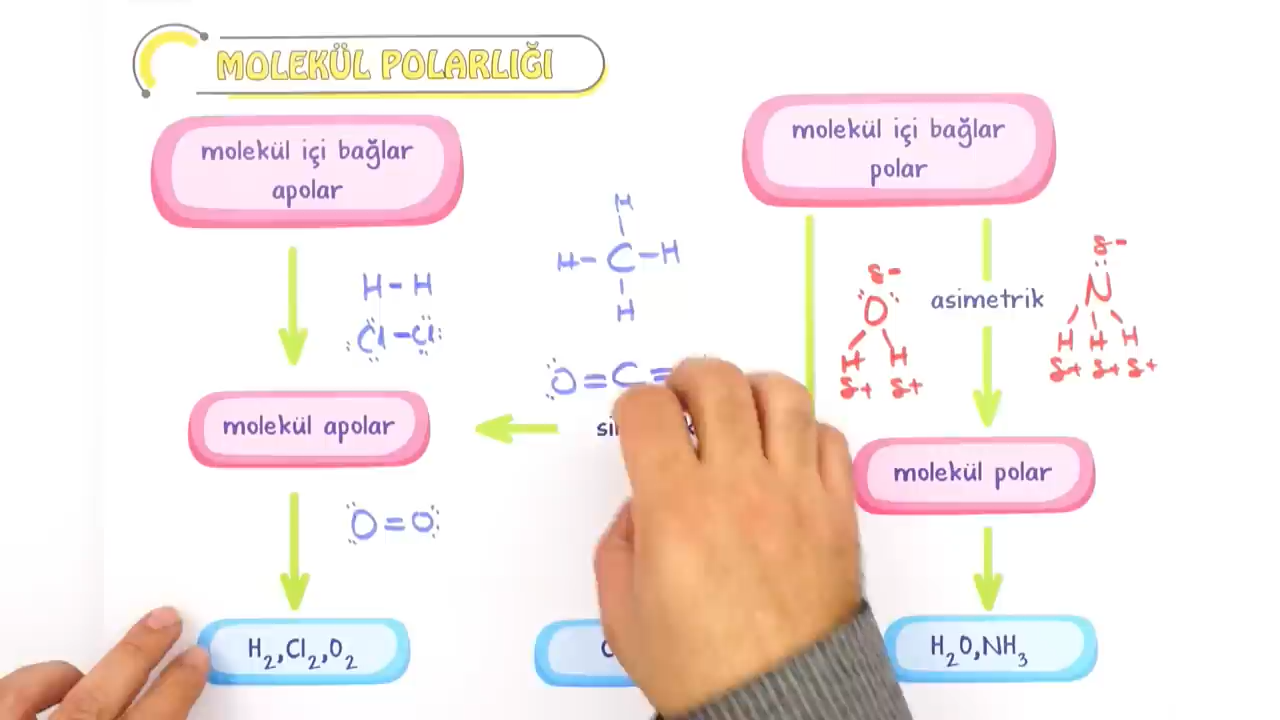 MOLEKÜL POLARLIĞI
molekül içi bağlar
apolar
H-H
:Cl-Cl:
molekül apolar
O=O
H₂,Cl₂,O₂
H
H-C-H
H
O=C=
molekül içi bağlar
polar
asimetrik
δ-
O
H H
δ+ δ+
δ-
N
H H H
δ+ δ+ δ+
molekül polar
H₂O,NH₃